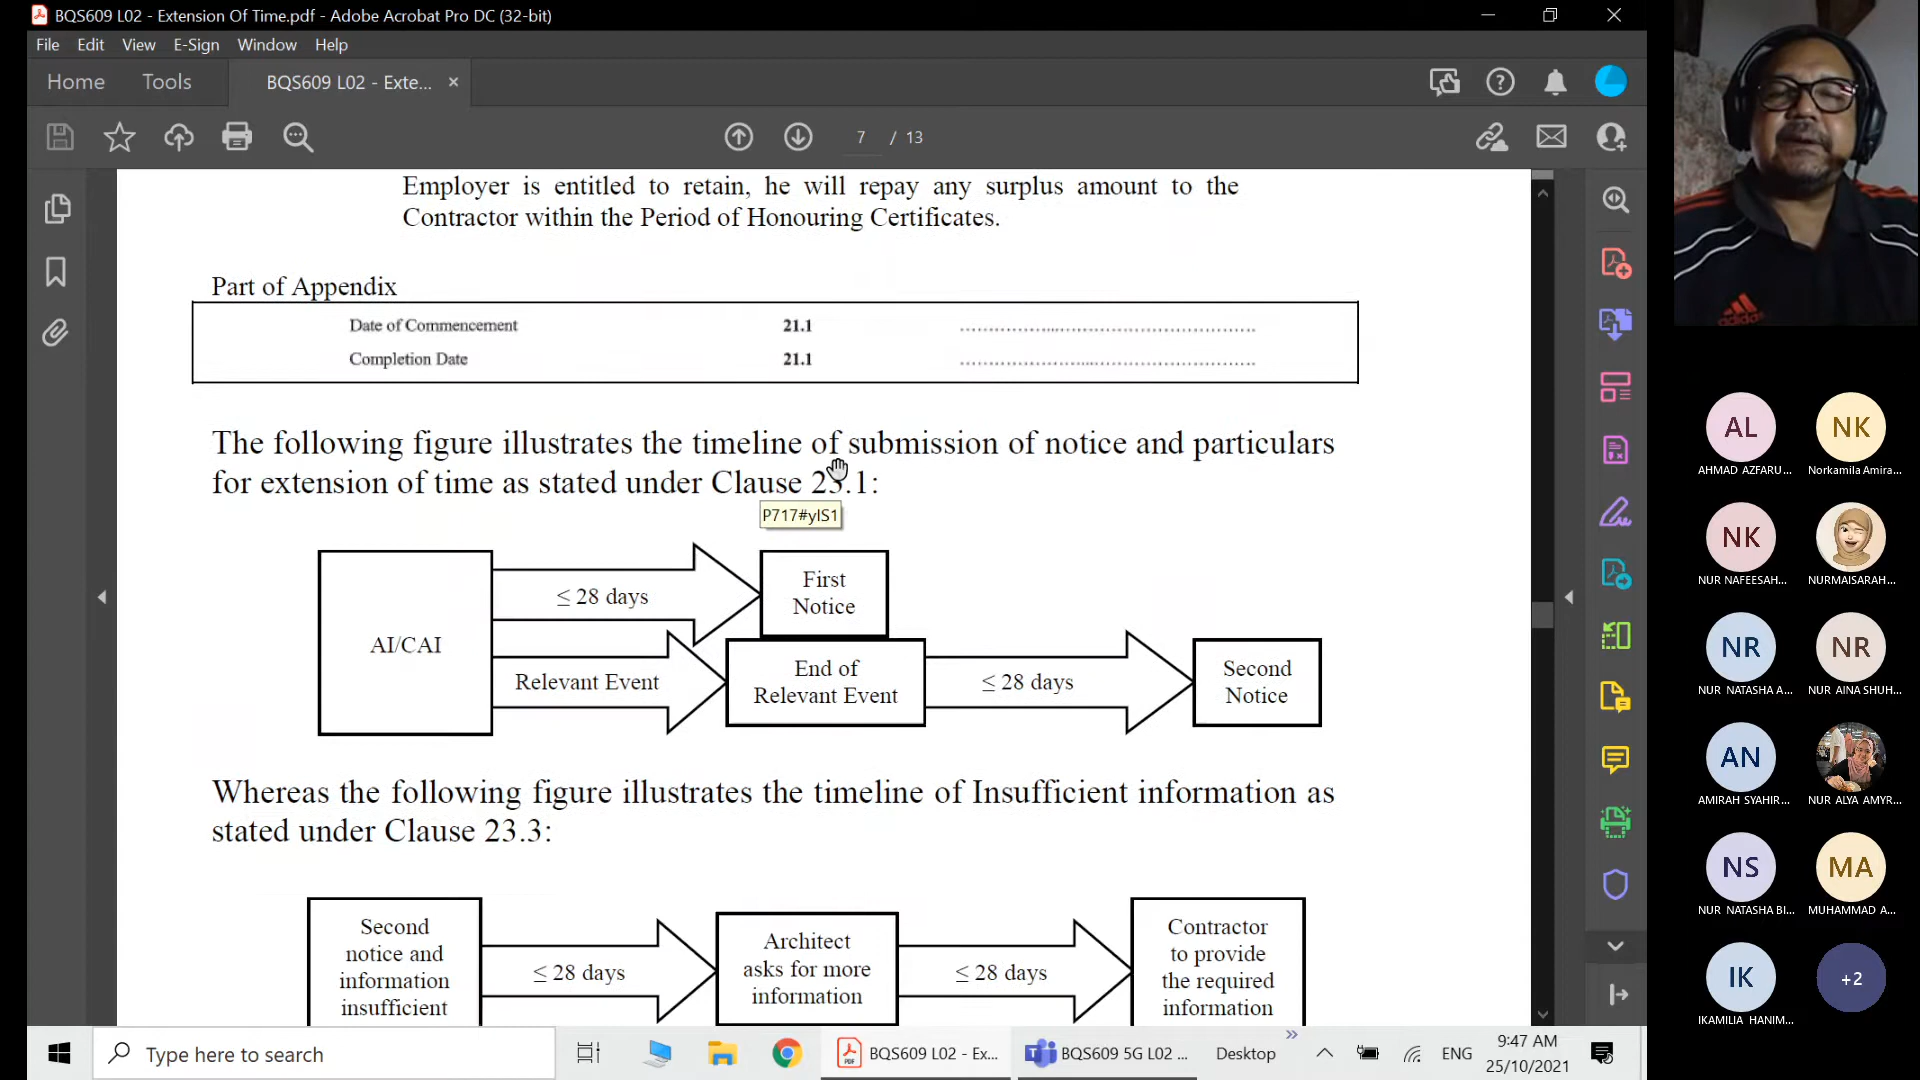 BQS609 L02 - Extension Of Time.pdf - Adobe Acrobat Pro DC (32-bit)
File Edit View E-Sign Window Help
Home Tools BQS609 L02 - Exte... ×
7 / 13
Employer is entitled to retain, he will repay any surplus amount to the
Contractor within the Period of Honouring Certificates.
Part of Appendix
Date of Commencement 21.1 ................................................
Completion Date 21.1 ................................................
The following figure illustrates the timeline of submission of notice and particulars
for extension of time as stated under Clause 23.1:
P717#yIS1
AI/CAI
≤ 28 days
First
Notice
Relevant Event
End of
Relevant Event
≤ 28 days
Second
Notice
Whereas the following figure illustrates the timeline of Insufficient information as
stated under Clause 23.3:
Second
notice and
information
insufficient
≤ 28 days
Architect
asks for more
information
≤ 28 days
Contractor
to provide
the required
information
adidas
AL
AHMAD AZFARU...
NK
Norkamila Amira...
NK
NUR NAFEESAH...
NURMAISARAH...
NR
NUR NATASHA A...
NR
NUR AINA SHUH...
AN
AMIRAH SYAHIR...
NUR ALYA AMYR...
NS
NUR NATASHA BI...
MA
MUHAMMAD A...
IK
IKAMILIA HANIM...
+2
Type here to search
BQS609 L02 - Ex...
BQS609 5G L02 ...
Desktop
»
ENG
9:47 AM
25/10/2021